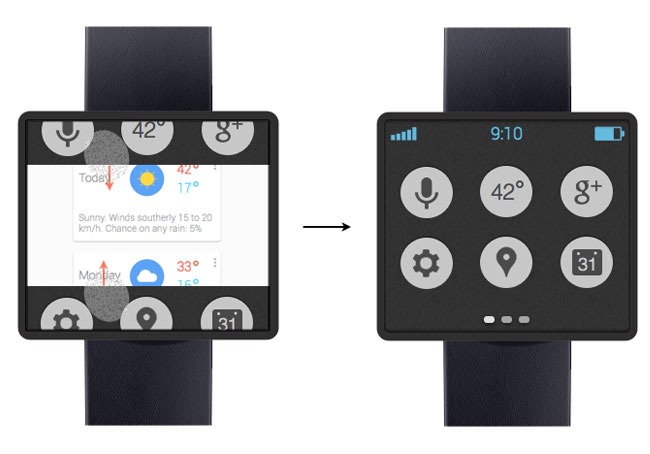 42°
g+
Today
42°
17°
Sunny. Winds southerly 15 to 20
km/h. Chance on any rain: 5%
Monday
33°
16°
31
9:10
42°
g+
31